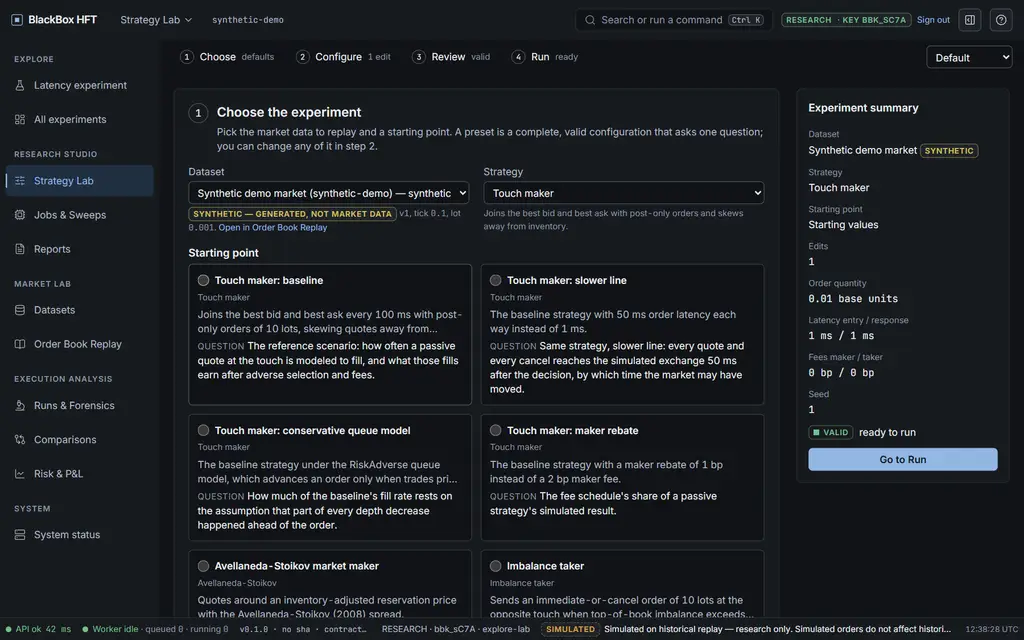 BlackBox HFT
Strategy Lab
synthetic-demo
Search or run a command Ctrl K
RESEARCH · KEY BBK_SC7A
Sign out
EXPLORE
Latency experiment
All experiments
RESEARCH STUDIO
Strategy Lab
Jobs & Sweeps
Reports
MARKET LAB
Datasets
Order Book Replay
EXECUTION ANALYSIS
Runs & Forensics
Comparisons
Risk & P&L
SYSTEM
System status
1 Choose defaults
2 Configure 1 edit
3 Review valid
4 Run ready
Default
1 Choose the experiment
Pick the market data to replay and a starting point. A preset is a complete, valid configuration that asks one question;
you can change any of it in step 2.
Dataset
Synthetic demo market (synthetic-demo) — synthetic
SYNTHETIC — GENERATED, NOT MARKET DATA v1, tick 0.1, lot
0.001. Open in Order Book Replay
Strategy
Touch maker
Joins the best bid and best ask with post-only orders and skews
away from inventory.
Starting point
Touch maker: baseline
Touch maker
Joins the best bid and best ask every 100 ms with post-
only orders of 10 lots, skewing quotes away from…
QUESTION The reference scenario: how often a passive
quote at the touch is modeled to fill, and what those fills
earn after adverse selection and fees.
Touch maker: slower line
Touch maker
The baseline strategy with 50 ms order latency each
way instead of 1 ms.
QUESTION Same strategy, slower line: every quote and
every cancel reaches the simulated exchange 50 ms
after the decision, by which time the market may have
moved.
Touch maker: conservative queue model
Touch maker
The baseline strategy under the RiskAdverse queue
model, which advances an order only when trades pri…
QUESTION How much of the baseline's fill rate rests on
the assumption that part of every depth decrease
happened ahead of the order.
Touch maker: maker rebate
Touch maker
The baseline strategy with a maker rebate of 1 bp
instead of a 2 bp maker fee.
QUESTION The fee schedule's share of a passive
strategy's simulated result.
Avellaneda-Stoikov market maker
Avellaneda-Stoikov
Quotes around an inventory-adjusted reservation price
with the Avellaneda-Stoikov (2008) spread.
Imbalance taker
Imbalance taker
Sends an immediate-or-cancel order of 10 lots at the
opposite touch when top-of-book imbalance exceeds…
Experiment summary
Dataset
Synthetic demo market SYNTHETIC
Strategy
Touch maker
Starting point
Starting values
Edits
1
Order quantity
0.01 base units
Latency entry / response
1 ms / 1 ms
Fees maker / taker
0 bp / 0 bp
Seed
1
VALID ready to run
Go to Run
API ok 42 ms
Worker idle · queued 0 · running 0
v0.1.0 · no sha · contract…
RESEARCH · bbk_sC7A · explore-lab
SIMULATED Simulated on historical replay — research only. Simulated orders do not affect histori…
12:38:28 UTC